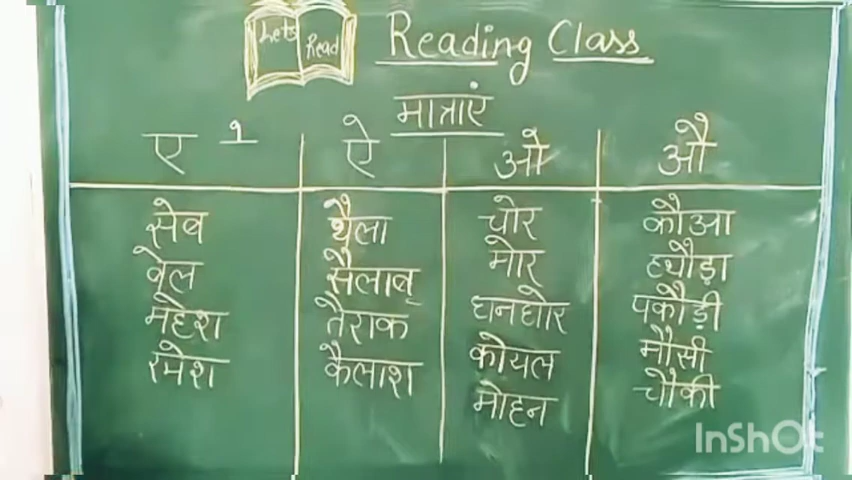 Lets Read Reading Class
मात्राएं
ए े ऐ ओ औ
सेब थैला चोर कौआ
बेल सैलाब मोर हथौड़ा
महेश तैराक घनघोर पकौड़ी
रमेश कैलाश कोयल मौसी
मोहन चौकी
InShOt